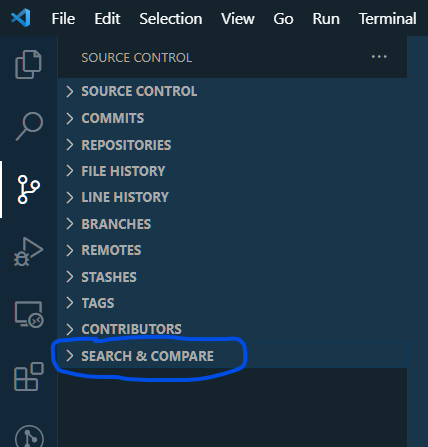 File Edit Selection View Go Run Terminal
SOURCE CONTROL ...
SOURCE CONTROL
COMMITS
REPOSITORIES
FILE HISTORY
LINE HISTORY
BRANCHES
REMOTES
STASHES
TAGS
CONTRIBUTORS
SEARCH & COMPARE